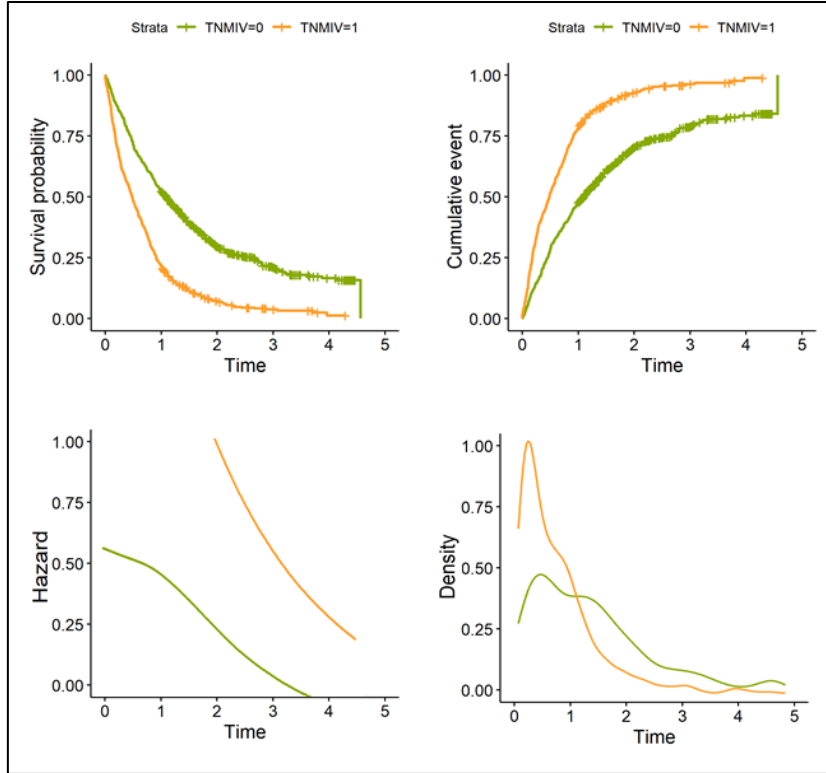 Strata TNMIV=0 TNMIV=1
Strata TNMIV=0 TNMIV=1
Survival probability
1.00
0.75
0.50
0.25
0.00
0 1 2 3 4 5
Time
Cumulative event
1.00
0.75
0.50
0.25
0.00
0 1 2 3 4 5
Time
Hazard
1.00
0.75
0.50
0.25
0.00
0 1 2 3 4 5
Time
Density
1.00
0.75
0.50
0.25
0.00
0 1 2 3 4 5
Time